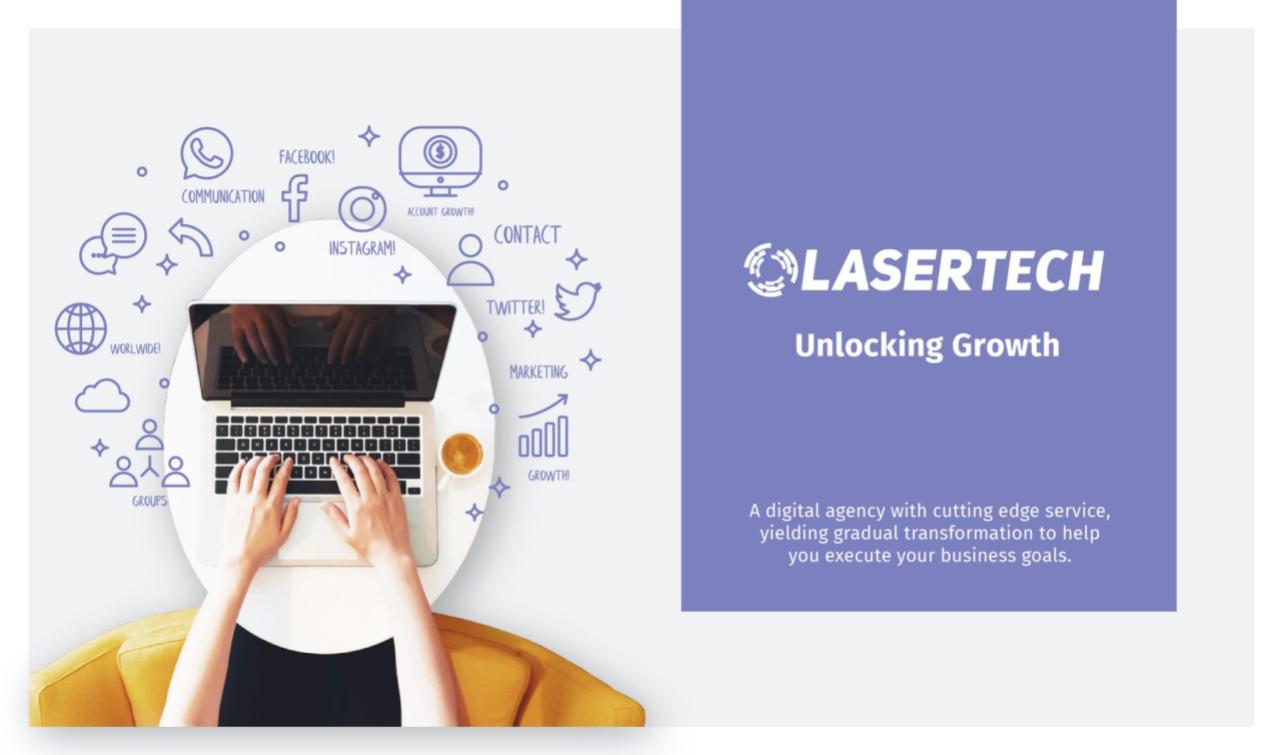 FACEBOOK!
COMMUNICATION
ACCOUNT GROWTH!
INSTAGRAM!
CONTACT
TWITTER!
WORLWIDE!
MARKETING
GROWTH!
GROUPS
LASERTECH
Unlocking Growth
A digital agency with cutting edge service,
yielding gradual transformation to help
you execute your business goals.